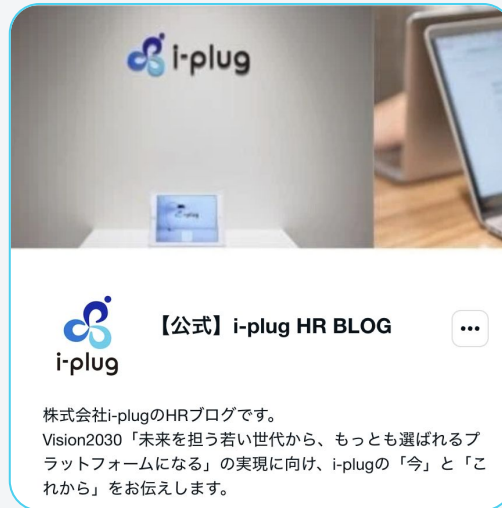 i-plug
【公式】i-plug HR BLOG
i-plug
株式会社i-plugのHRブログです。
Vision2030「未来を担う若い世代から、もっとも選ばれるプ
ラットフォームになる」の実現に向け、i-plugの「今」と「こ
れから」をお伝えします。